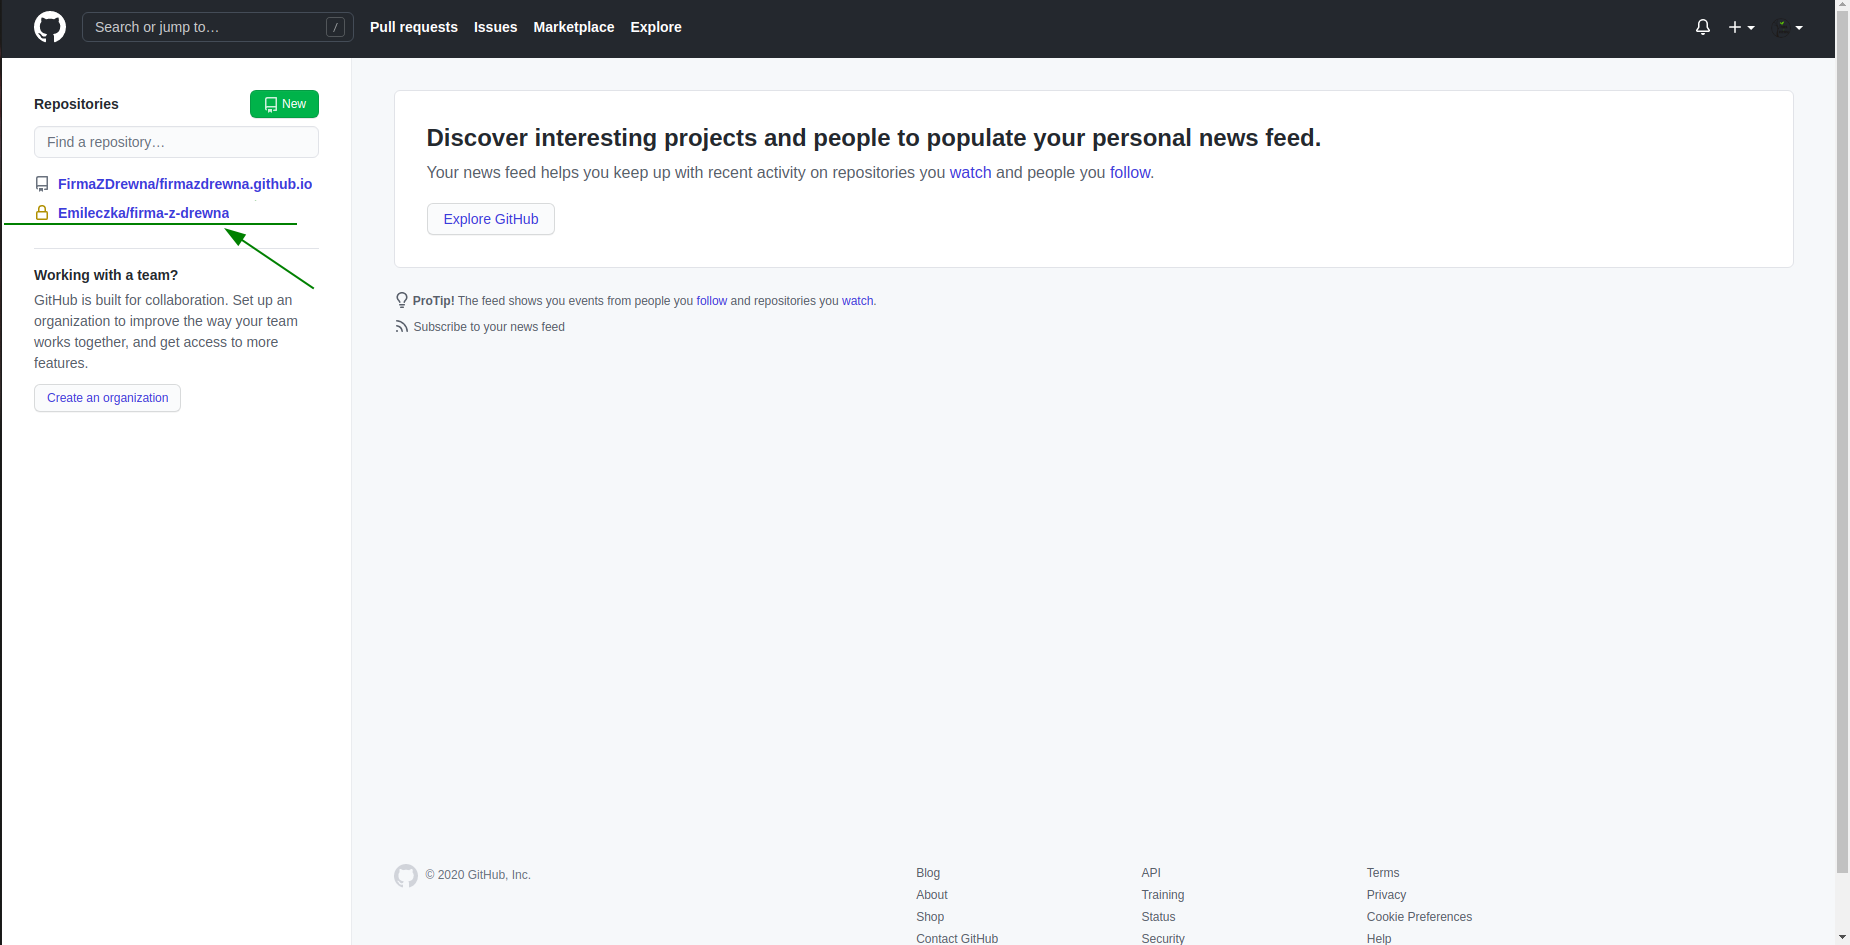 Search or jump to…
/
Pull requests
Issues
Marketplace
Explore
Repositories
New
Find a repository…
FirmaZDrewna/firmazdrewna.github.io
Emileczka/firma-z-drewna
Working with a team?
GitHub is built for collaboration. Set up an
organization to improve the way your team
works together, and get access to more
features.
Create an organization
Discover interesting projects and people to populate your personal news feed.
Your news feed helps you keep up with recent activity on repositories you watch and people you follow.
Explore GitHub
ProTip! The feed shows you events from people you follow and repositories you watch.
Subscribe to your news feed
© 2020 GitHub, Inc.
Blog
About
Shop
Contact GitHub
API
Training
Status
Security
Terms
Privacy
Cookie Preferences
Help